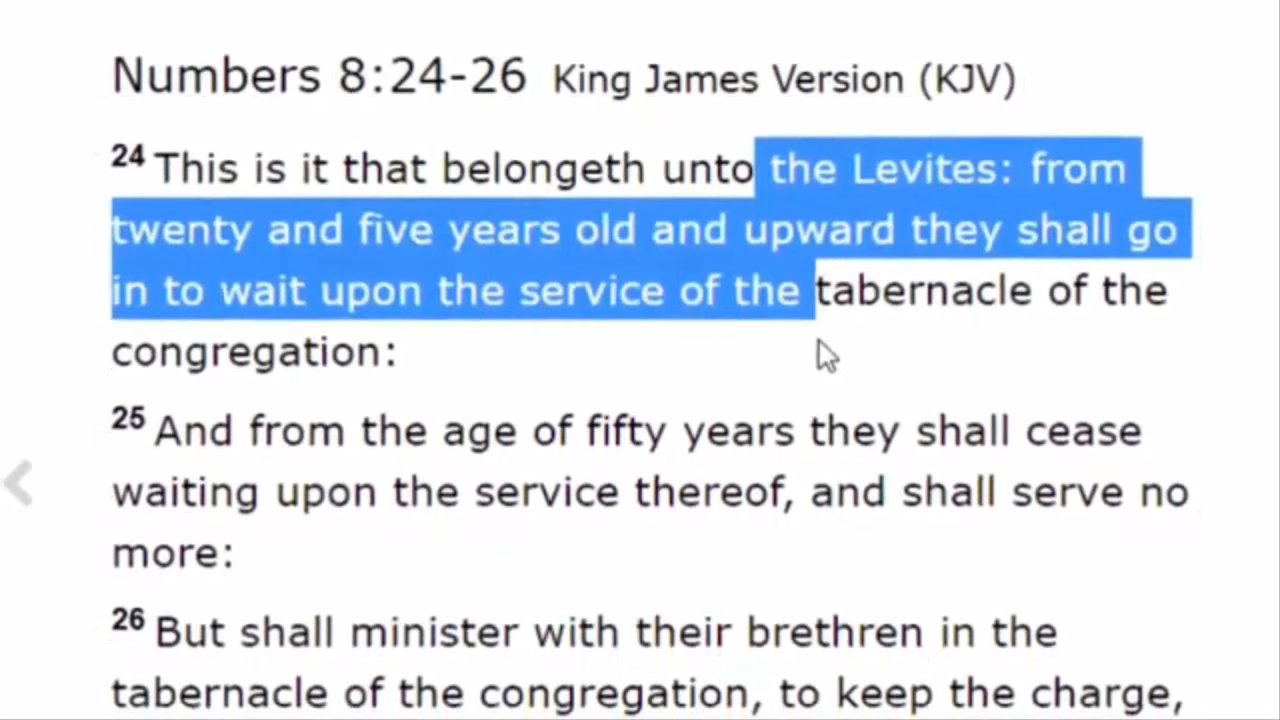 Numbers 8:24-26 King James Version (KJV)
24 This is it that belongeth unto the Levites: from
twenty and five years old and upward they shall go
in to wait upon the service of the tabernacle of the
congregation:
25 And from the age of fifty years they shall cease
waiting upon the service thereof, and shall serve no
more:
26 But shall minister with their brethren in the
tabernacle of the congregation, to keep the charge,